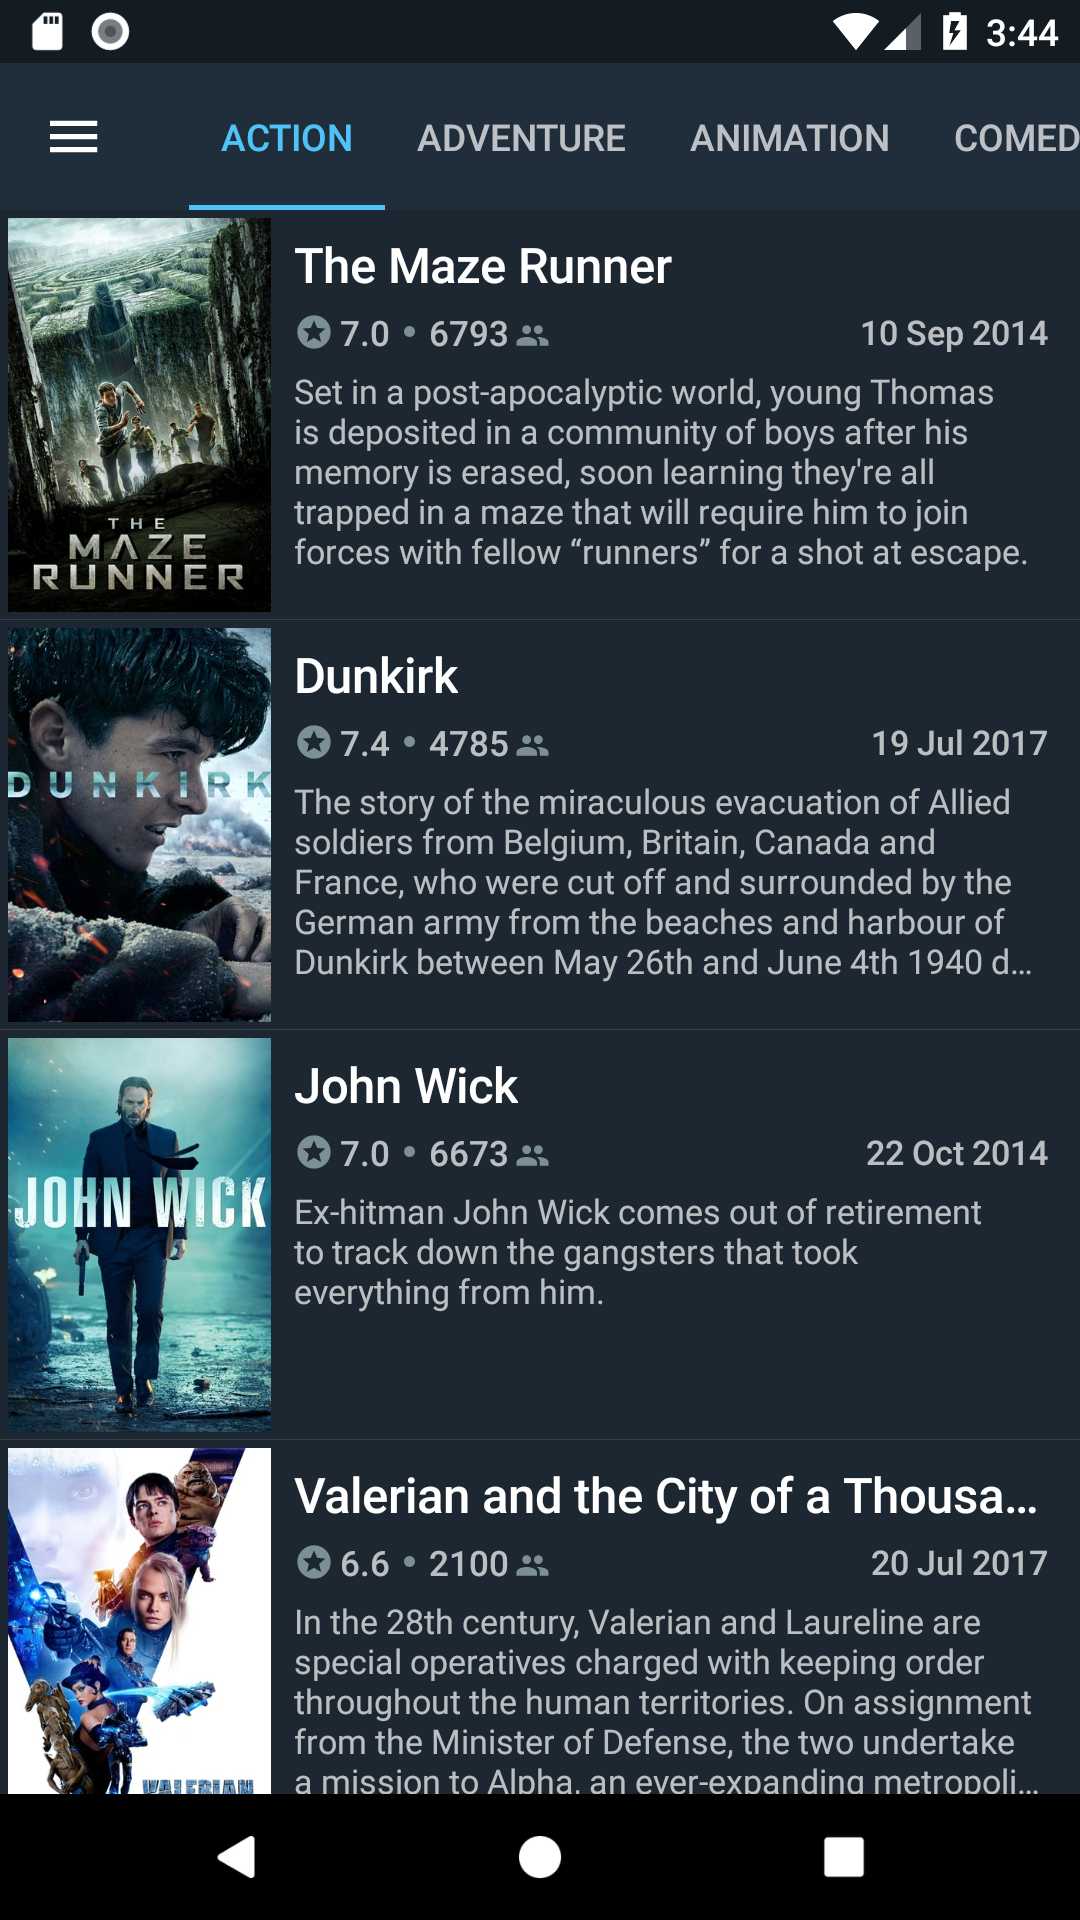 3:44
ACTION ADVENTURE ANIMATION COMED
THE
MAZE
RUNNER
The Maze Runner
7.0 • 6793 10 Sep 2014
Set in a post-apocalyptic world, young Thomas
is deposited in a community of boys after his
memory is erased, soon learning they're all
trapped in a maze that will require him to join
forces with fellow “runners” for a shot at escape.
DUNKIRK
Dunkirk
7.4 • 4785 19 Jul 2017
The story of the miraculous evacuation of Allied
soldiers from Belgium, Britain, Canada and
France, who were cut off and surrounded by the
German army from the beaches and harbour of
Dunkirk between May 26th and June 4th 1940 d...
JOHN WICK
John Wick
7.0 • 6673 22 Oct 2014
Ex-hitman John Wick comes out of retirement
to track down the gangsters that took
everything from him.
VALERIAN
Valerian and the City of a Thousa...
6.6 • 2100 20 Jul 2017
In the 28th century, Valerian and Laureline are
special operatives charged with keeping order
throughout the human territories. On assignment
from the Minister of Defense, the two undertake
a mission to Alpha, an ever-expanding metropoli...